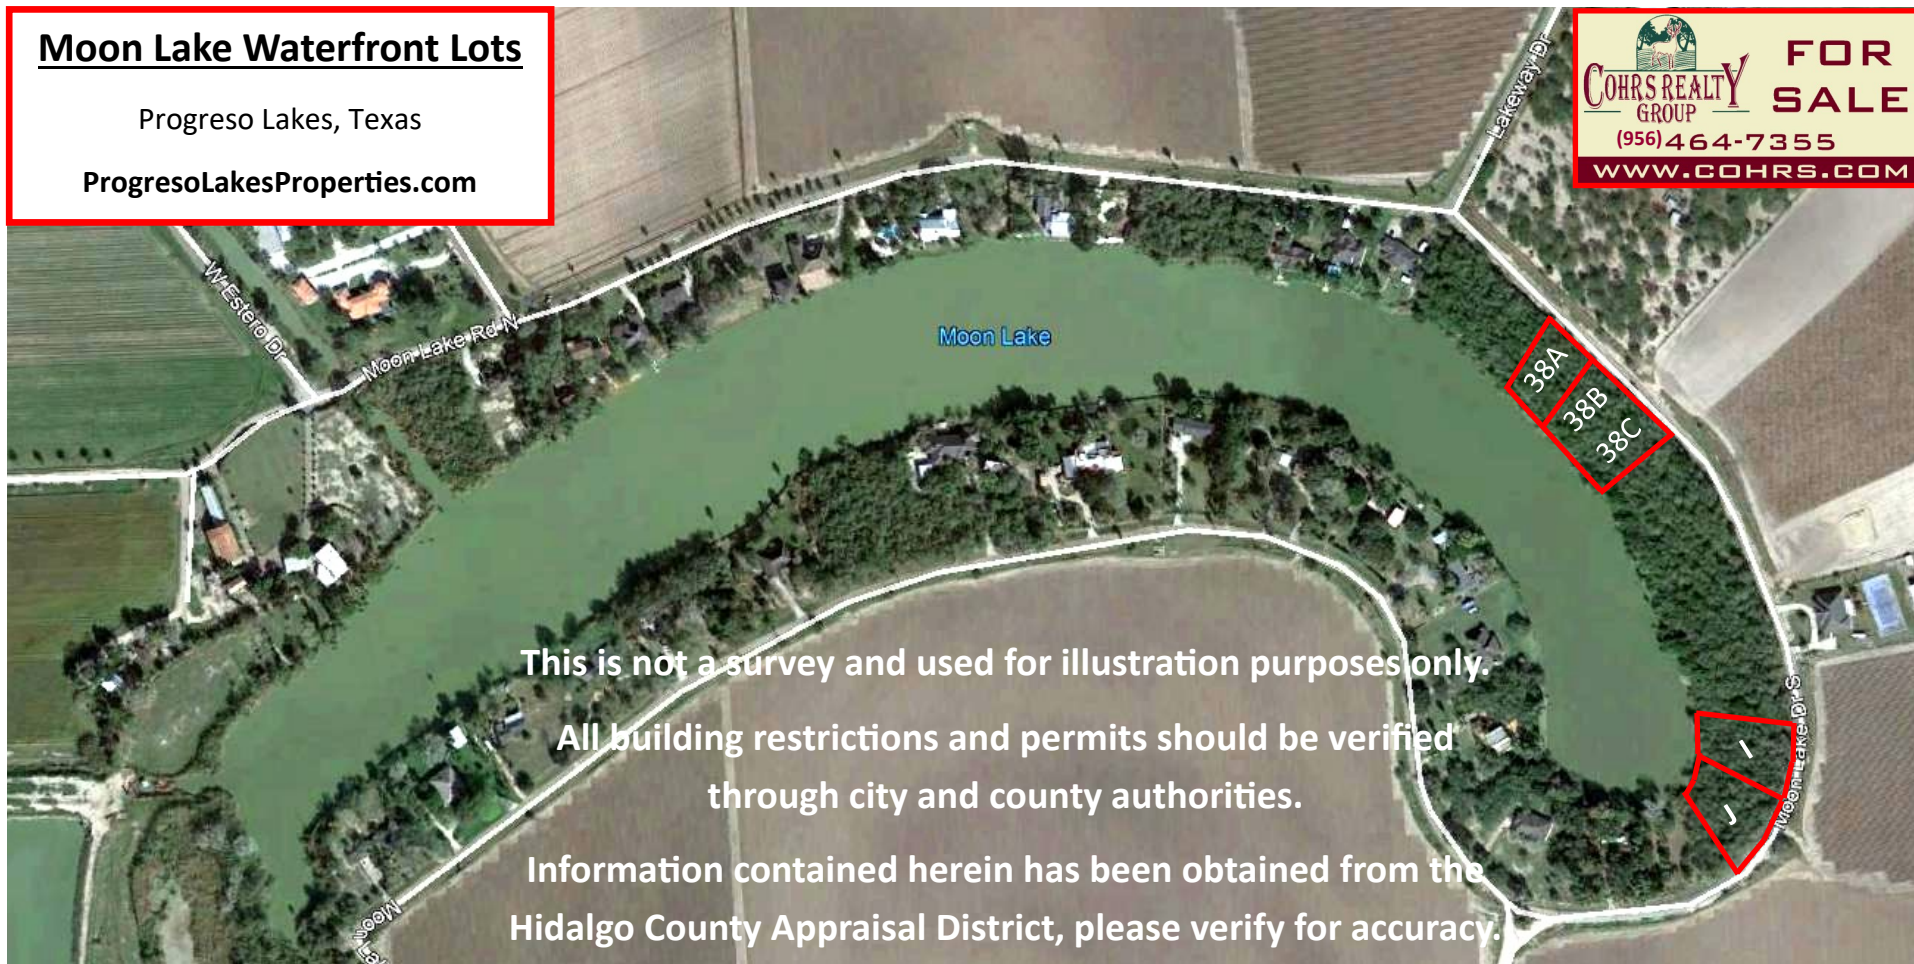 Moon Lake Waterfront Lots
Progreso Lakes, Texas
ProgresoLakesProperties.com
COHRS REALTY
GROUP
FOR
SALE
(956) 464-7355
WWW.COHRS.COM
Lakeway Dr
W Estero Dr
Moon Lake Rd N
Moon Lake
38A
38B
38C
This is not a survey and used for illustration purposes only.
All building restrictions and permits should be verified
through city and county authorities.
Information contained herein has been obtained from the
Hidalgo County Appraisal District, please verify for accuracy.
Moon Lake Dr S
I
J
Moon